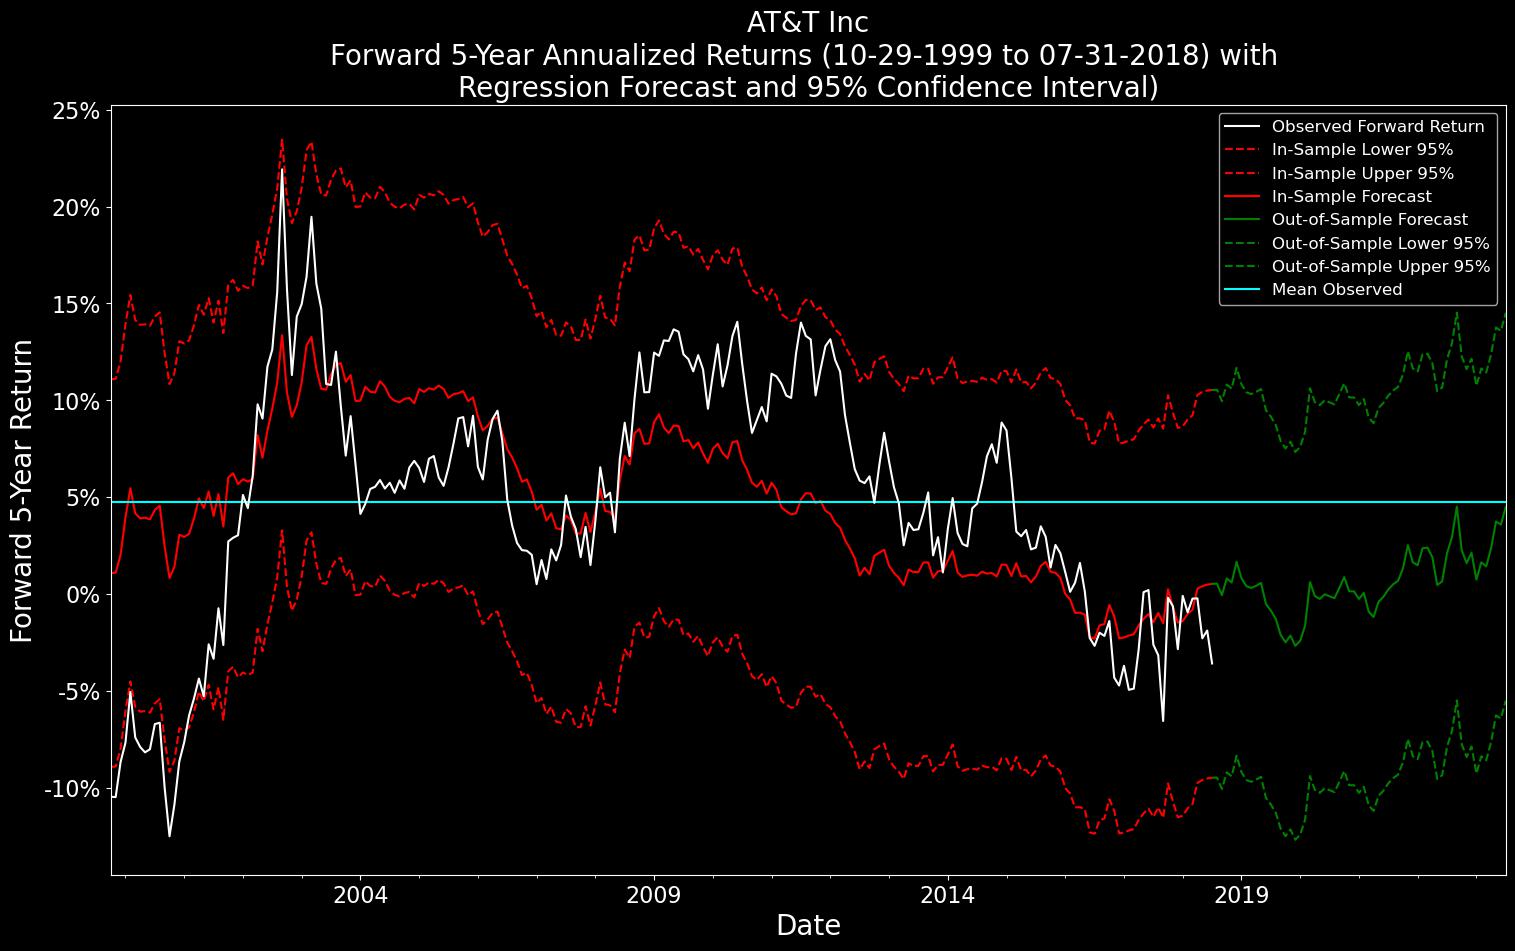 AT&T Inc
Forward 5-Year Annualized Returns (10-29-1999 to 07-31-2018) with
Regression Forecast and 95% Confidence Interval)
Forward 5-Year Return
25%
20%
15%
10%
5%
0%
-5%
-10%
Observed Forward Return
In-Sample Lower 95%
In-Sample Upper 95%
In-Sample Forecast
Out-of-Sample Forecast
Out-of-Sample Lower 95%
Out-of-Sample Upper 95%
Mean Observed
2004
2009
2014
2019
Date